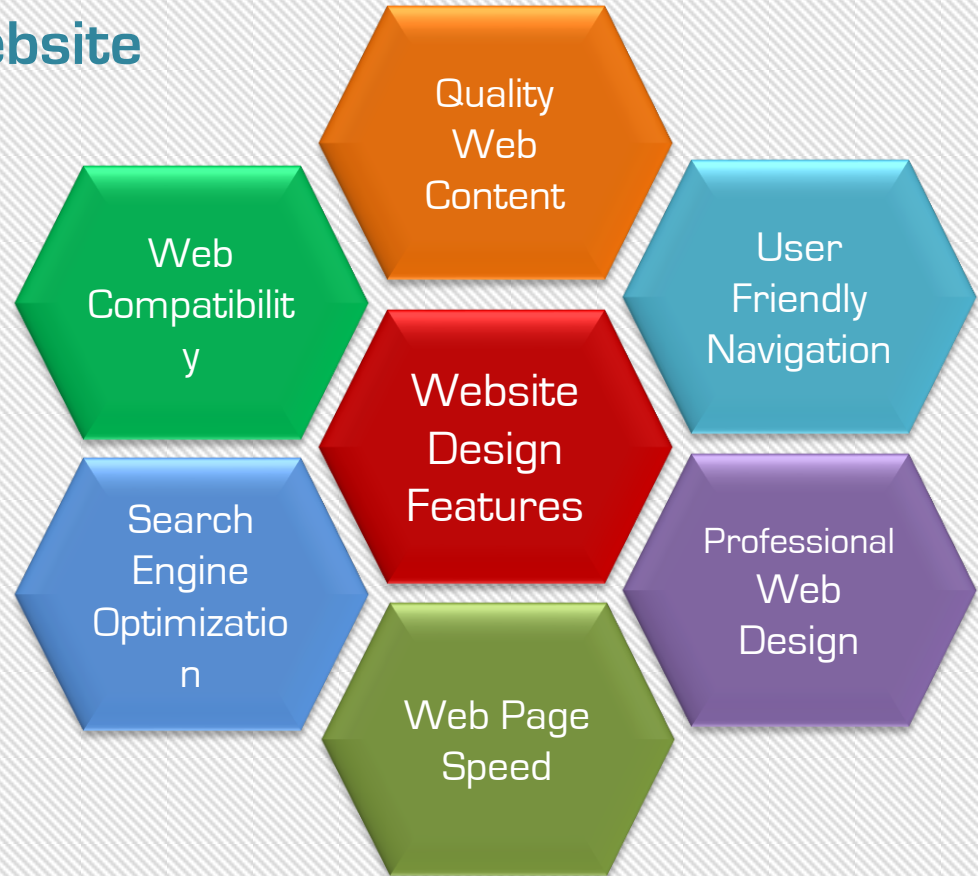 ebsite
Quality
Web
Content
Web
Compatibilit
y
User
Friendly
Navigation
Website
Design
Features
Search
Engine
Optimizatio
n
Professional
Web
Design
Web Page
Speed